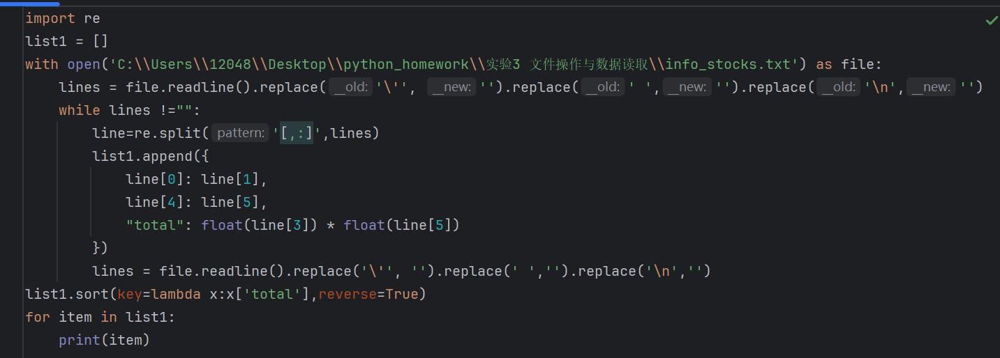 import re
list1 = []
with open('C:\\Users\\12048\\Desktop\\python_homework\\实验3 文件操作与数据读取\\info_stocks.txt') as file:
    lines = file.readline().replace( __old: '\'', __new: '').replace( __old: ' ', __new: '').replace( __old: '\n', __new: '')
    while lines !="":
        line=re.split( pattern: '[,:]',lines)
        list1.append({
            line[0]: line[1],
            line[4]: line[5],
            "total": float(line[3]) * float(line[5])
        })
        lines = file.readline().replace('\'', '').replace(' ','').replace('\n','')
list1.sort(key=lambda x:x['total'],reverse=True)
for item in list1:
    print(item)